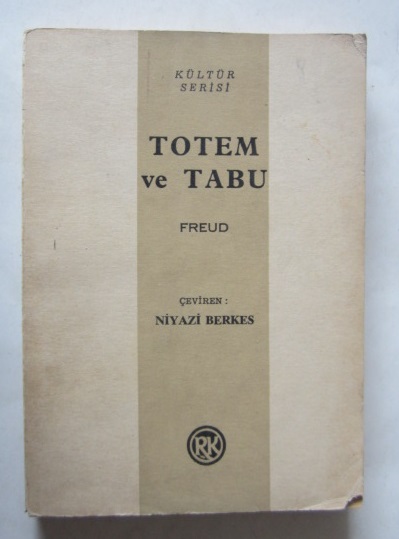 KÜLTÜR
SERİSİ
TOTEM
ve TABU
FREUD
ÇEVİREN :
NİYAZİ BERKES
RK